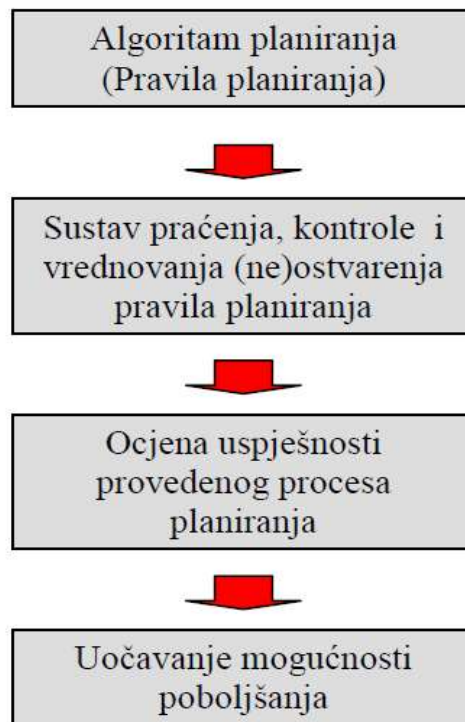 Algoritam planiranja
(Pravila planiranja)
Sustav praćenja, kontrole i
vrednovanja (ne)ostvarenja
pravila planiranja
Ocjena uspješnosti
provedenog procesa
planiranja
Uočavanje mogućnosti
poboljšanja